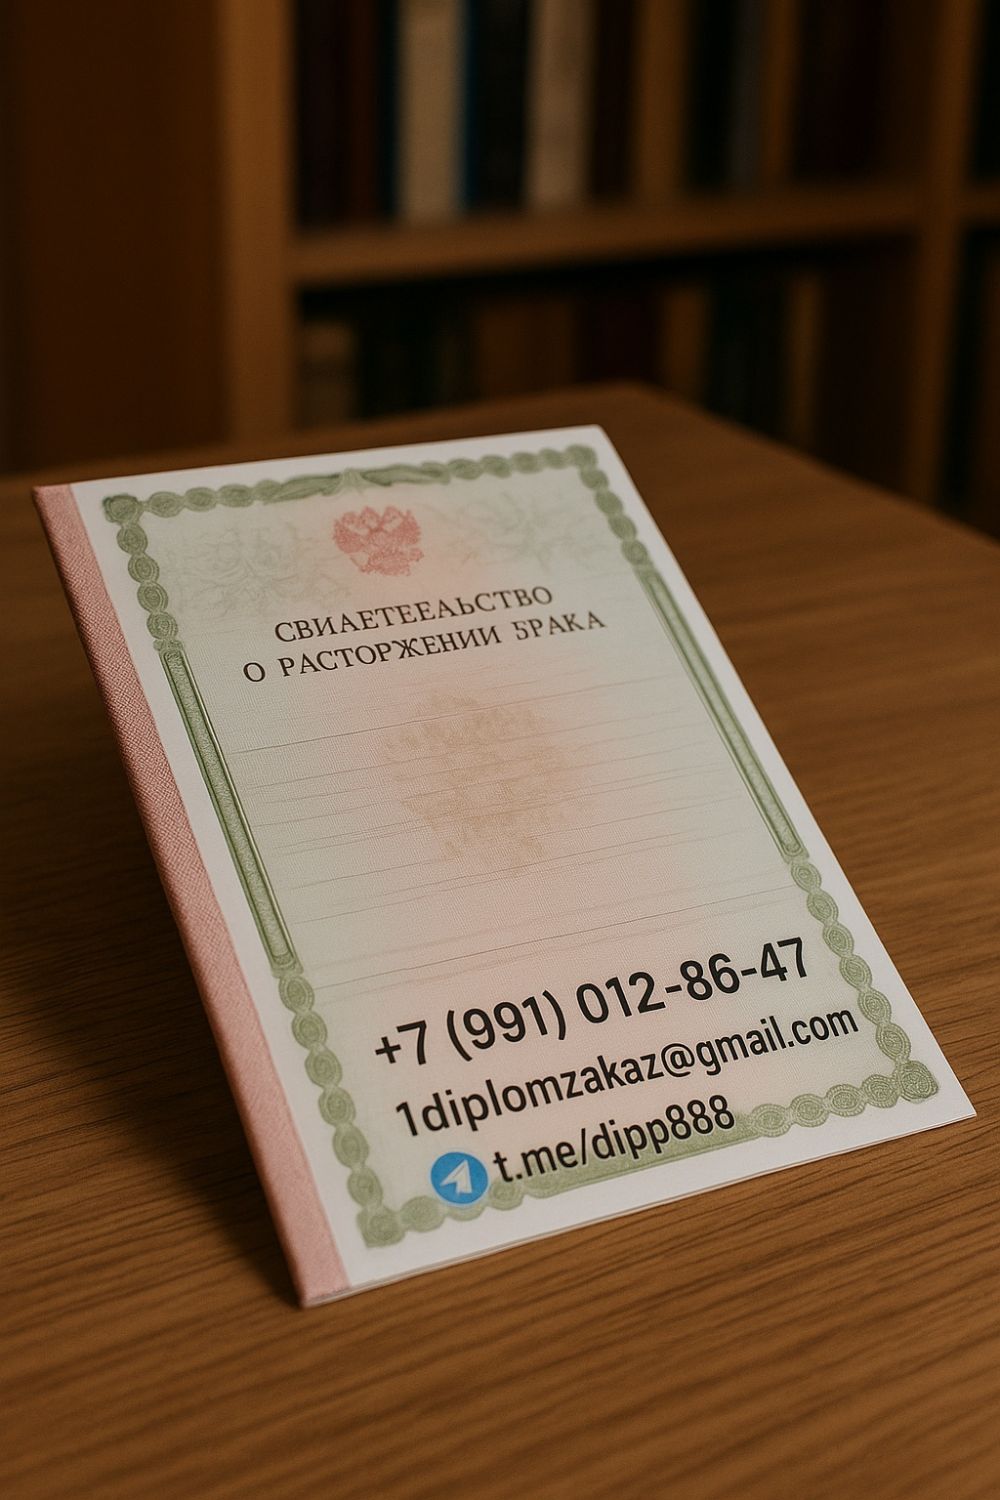 СВИАЕТЕЕАЬСТВО
О РАСТОРЖЕНИИ БРАКА
+7 (991) 012-86-47
1diplomzakaz@gmail.com
t.me/dipp888